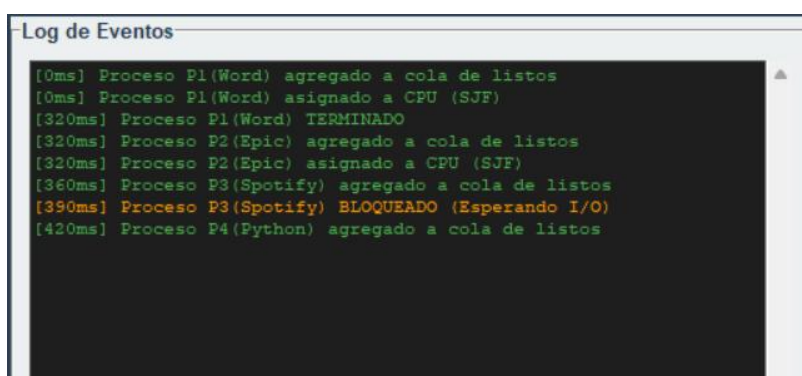 Log de Eventos
[0ms] Proceso P1(Word) agregado a cola de listos
[0ms] Proceso P1(Word) asignado a CPU (SJF)
[320ms] Proceso P1(Word) TERMINADO
[320ms] Proceso P2(Epic) agregado a cola de listos
[320ms] Proceso P2(Epic) asignado a CPU (SJF)
[360ms] Proceso P3(Spotify) agregado a cola de listos
[390ms] Proceso P3(Spotify) BLOQUEADO (Esperando I/O)
[420ms] Proceso P4(Python) agregado a cola de listos